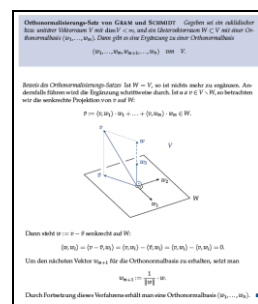 Orthonormalisierungs-Satz von GRAM und SCHMIDT Gegeben sei ein euklidischer
bzw. unitärer Vektorraum V mit dim V < ∞, und ein Untervektorraum W ⊂ V mit einer Or-
thonormalbasis (w₁, …, wₘ). Dann gibt es eine Ergänzung zu einer Orthonormalbasis
(w₁, …, wₘ, wₘ₊₁, …, wₙ) von V.
Beweis des Orthonormalisierungs-Satzes Ist W = V, so ist nichts mehr zu ergänzen. An-
dernfalls führen wird die Ergänzung schrittweise durch. Ist v ∈ V ∖ W, so betrachten
wir die senkrechte Projektion von v auf W:
ṽ := ⟨v, w₁⟩ · w₁ + … + ⟨v, wₘ⟩ · wₘ ∈ W.
v
w
V
ṽ
w₂
w₁
W
Dann steht w := v − ṽ senkrecht auf W:
⟨w, wᵢ⟩ = ⟨v − ṽ, wᵢ⟩ = ⟨v, wᵢ⟩ − ⟨ṽ, wᵢ⟩ = ⟨v, wᵢ⟩ − ⟨v, wᵢ⟩ = 0.
Um den nächsten Vektor wₘ₊₁ für die Orthonormalbasis zu erhalten, setzt man
wₘ₊₁ := 1/‖w‖ · w.
Durch Fortsetzung dieses Verfahrens erhält man eine Orthonormalbasis (w₁, …, wₙ).